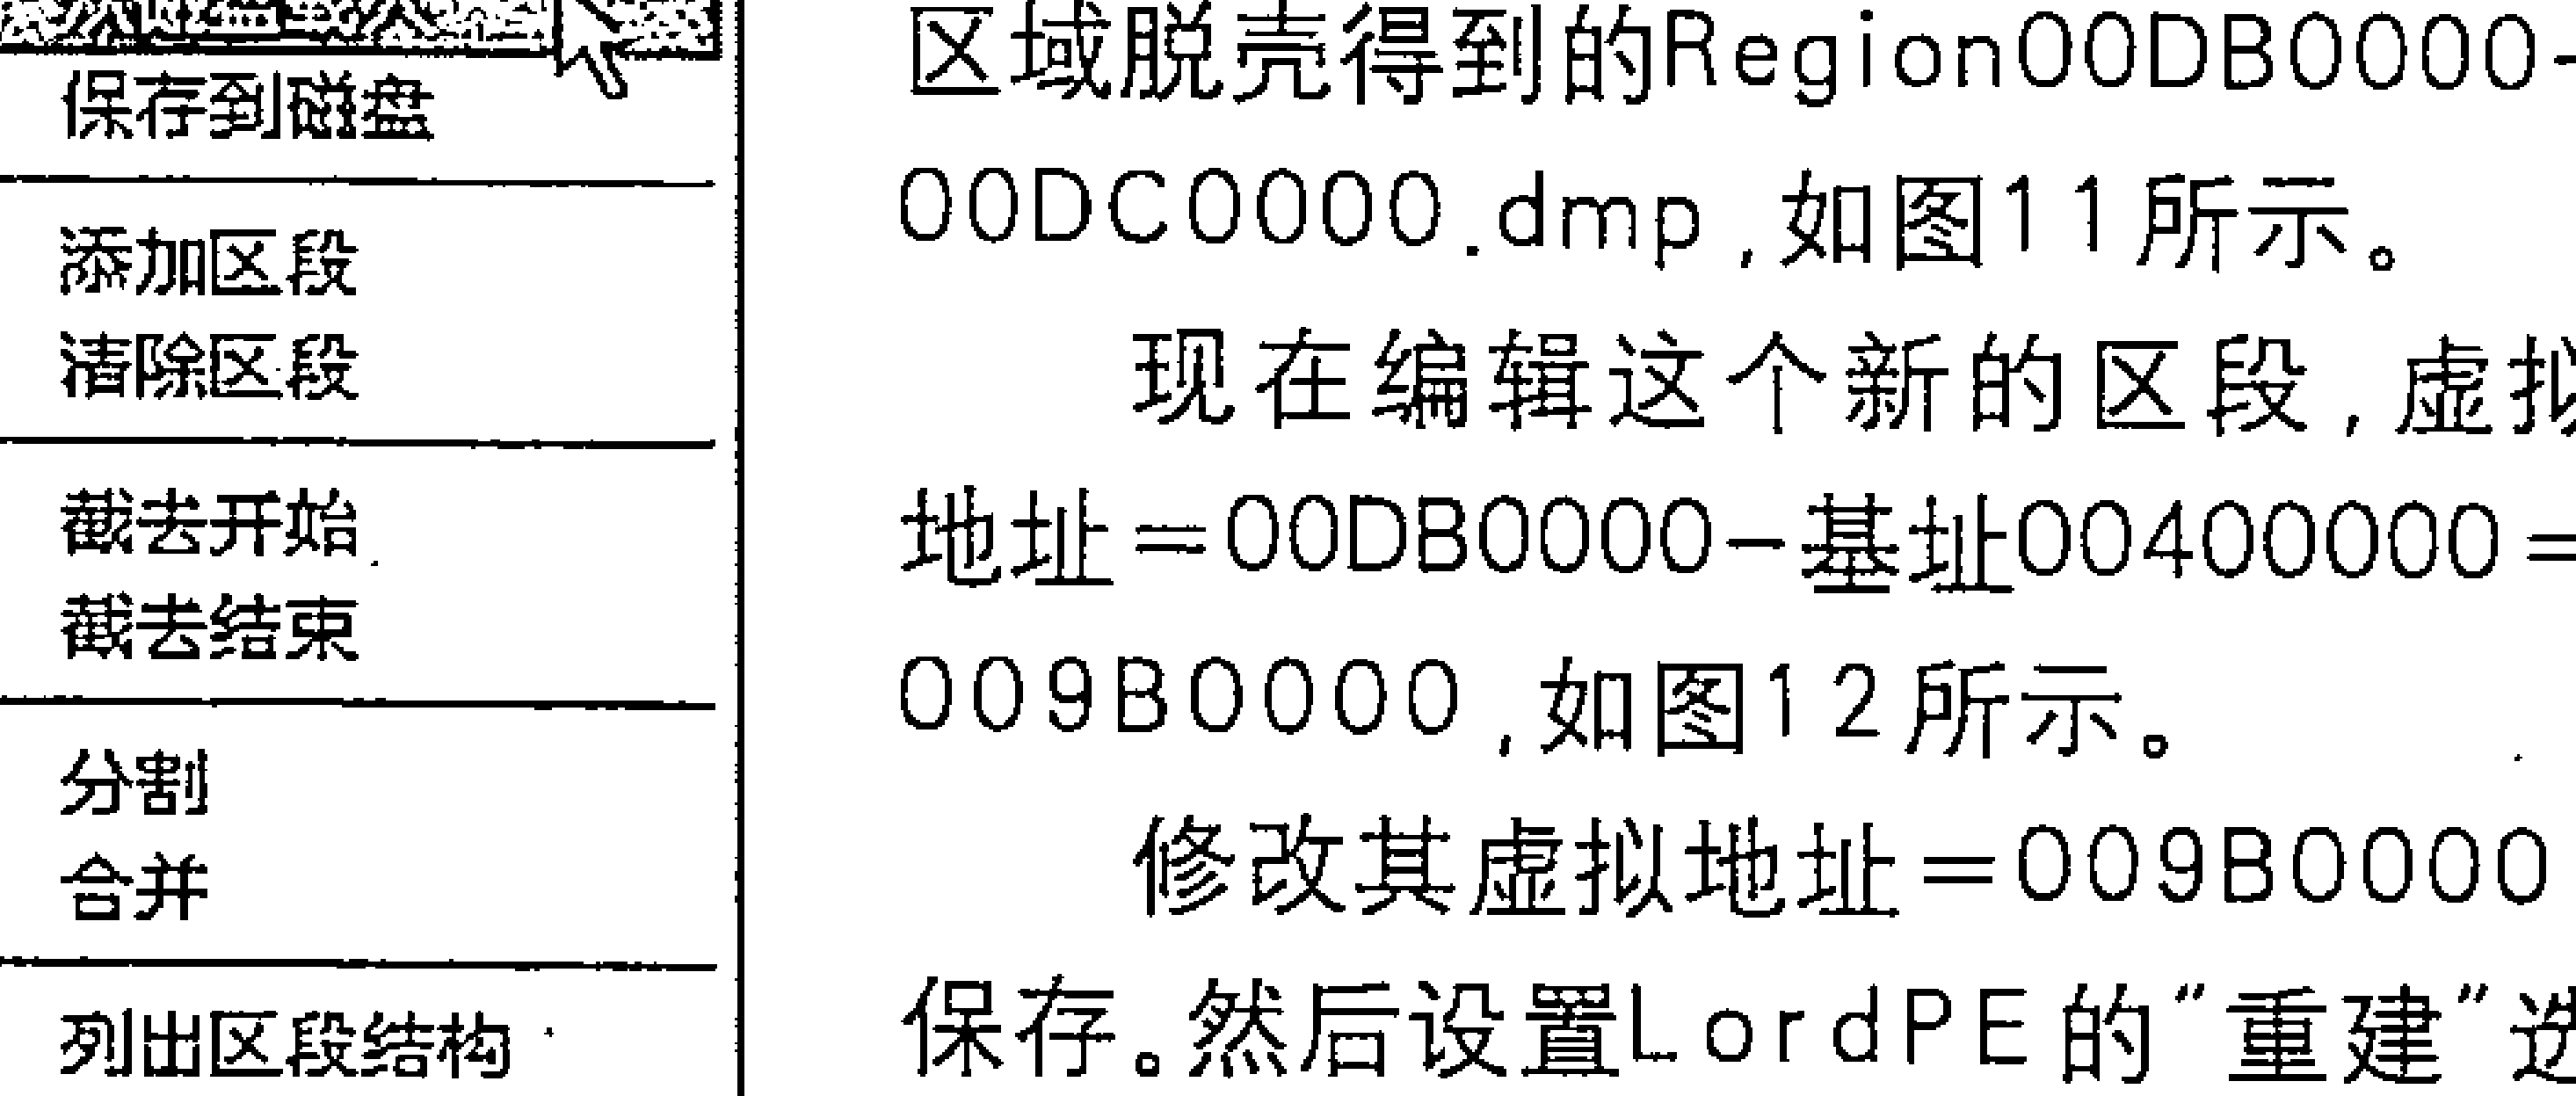 保存到磁盘
添加区段
清除区段
截去开始
截去结束
分割
合并
列出区段结构
区域脱壳得到的Region00DB0000-
00DC0000.dmp,如图11所示。
现在编辑这个新的区段,虚拟
地址=00DB0000-基址00400000=
009B0000,如图12所示。
修改其虚拟地址=009B0000
保存。然后设置LordPE的“重建”选